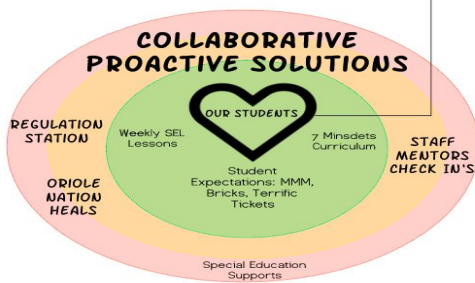 COLLABORATIVE
PROACTIVE SOLUTIONS
OUR STUDENTS
REGULATION
STATION
Weekly SEL
Lessons
7 Minsdets
Curriculum
STAFF
MENTORS
CHECK IN'S
ORIOLE
NATION
HEALS
Student
Expectations: MMM,
Bricks, Terrific
Tickets
Special Education
Supports